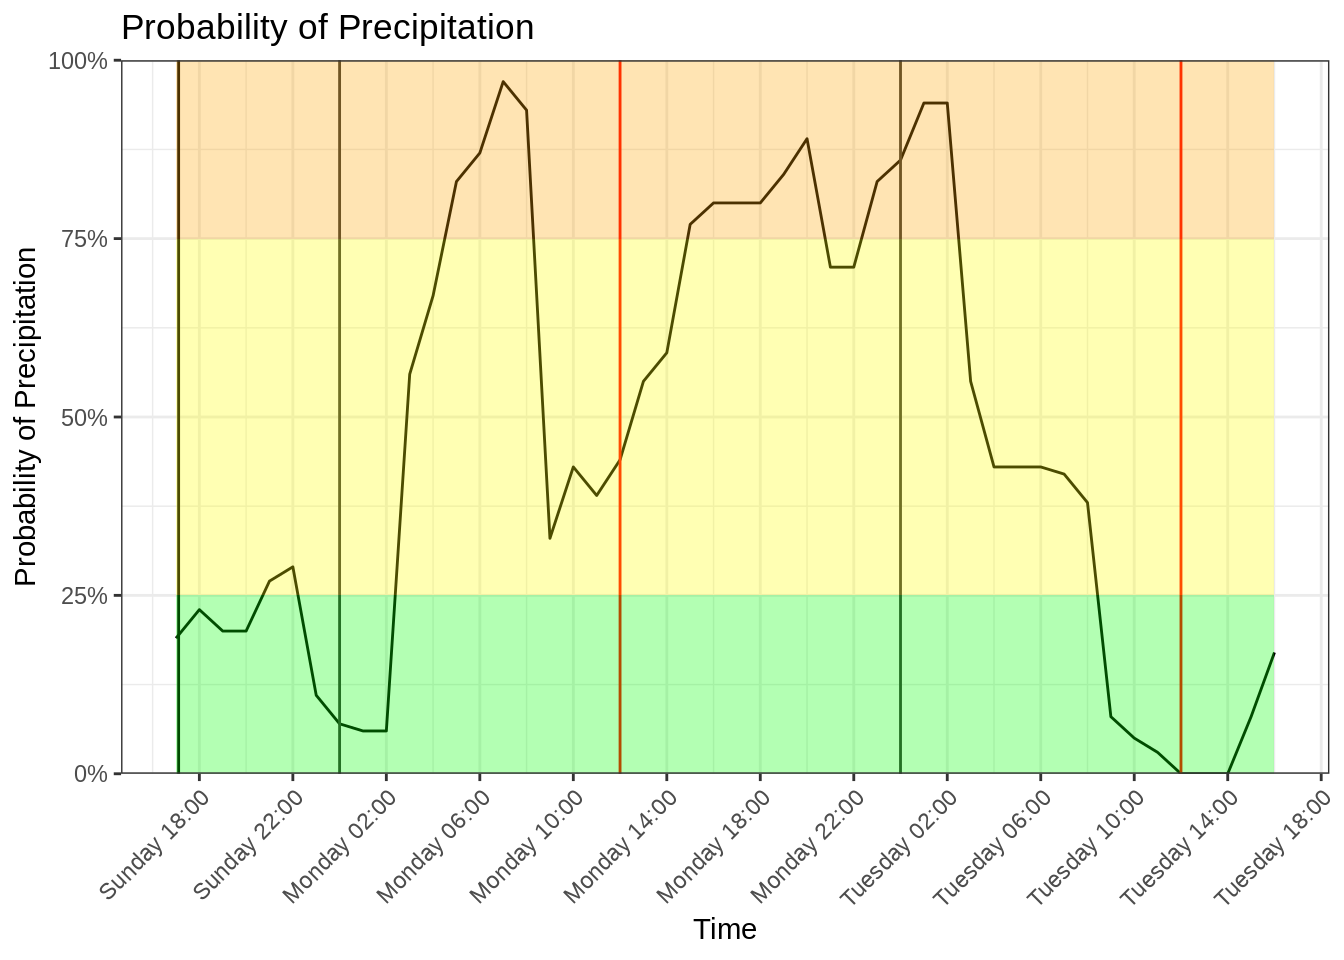 Probability of Precipitation
100%
75%
50%
25%
0%
Probability of Precipitation
Sunday 18:00
Sunday 22:00
Monday 02:00
Monday 06:00
Monday 10:00
Monday 14:00
Monday 18:00
Monday 22:00
Tuesday 02:00
Tuesday 06:00
Tuesday 10:00
Tuesday 14:00
Tuesday 18:00
Time